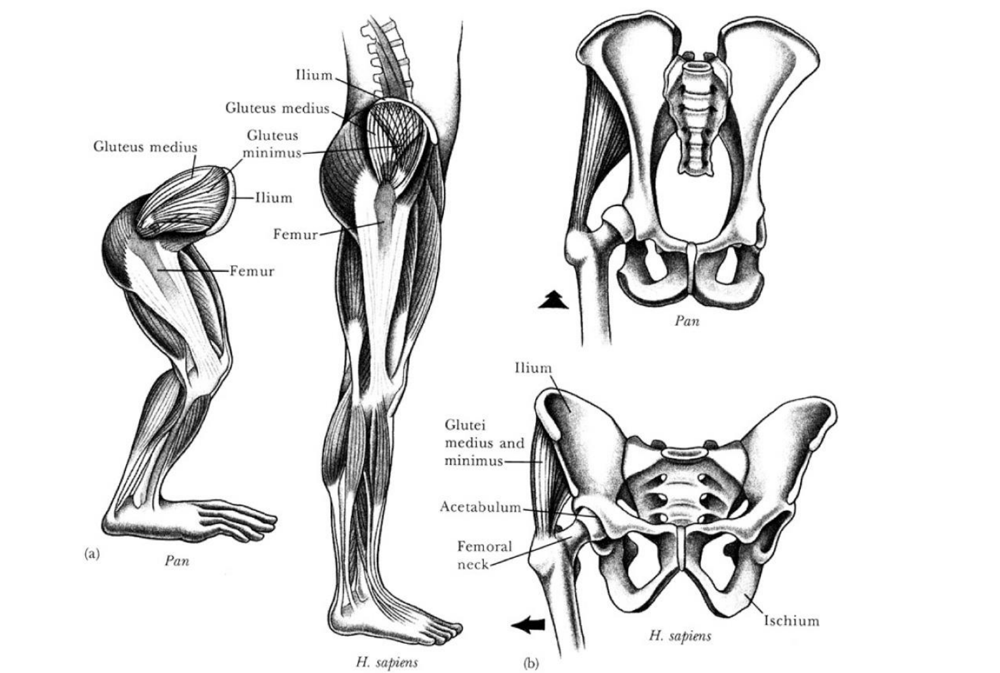 Ilium
Gluteus medius
Gluteus
minimus
Gluteus medius
Ilium
Femur
Femur
(a)
Pan
H. sapiens
Pan
Ilium
Glutei
medius and
minimus
Acetabulum
Femoral
neck
Ischium
H. sapiens
(b)